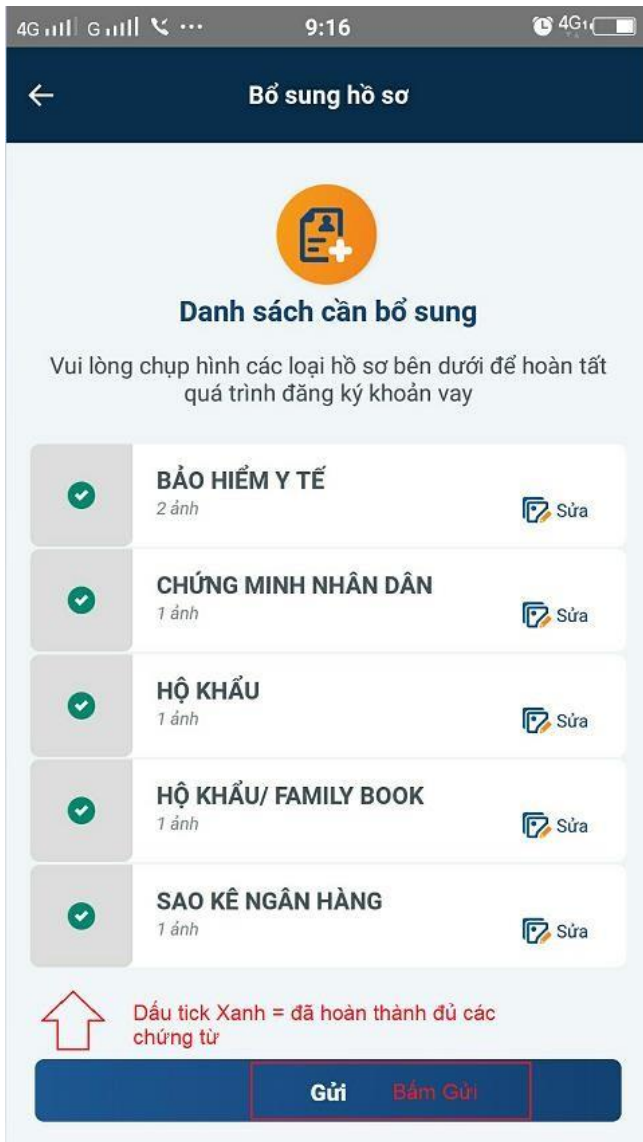 4G G ... 9:16 4G
Bổ sung hồ sơ
Danh sách cần bổ sung
Vui lòng chụp hình các loại hồ sơ bên dưới để hoàn tất
quá trình đăng ký khoản vay
BẢO HIỂM Y TẾ
2 ảnh
Sửa
CHỨNG MINH NHÂN DÂN
1 ảnh
Sửa
HỘ KHẨU
1 ảnh
Sửa
HỘ KHẨU/ FAMILY BOOK
1 ảnh
Sửa
SAO KÊ NGÂN HÀNG
1 ảnh
Sửa
Dấu tick Xanh = đã hoàn thành đủ các
chứng từ
Gửi Bấm Gửi